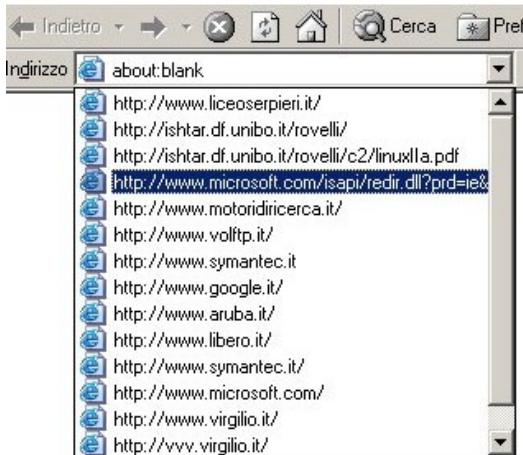 Indietro Cerca Pref
Indirizzo about:blank
http://www.liceoserpieri.it/
http://ishtar.df.unibo.it/rovelli/
http://ishtar.df.unibo.it/rovelli/c2/linuxlla.pdf
http://www.microsoft.com/isapi/redir.dll?prd=ie&
http://www.motoridiricerca.it/
http://www.volftp.it/
http://www.symantec.it
http://www.google.it/
http://www.aruba.it/
http://www.libero.it/
http://www.symantec.it/
http://www.microsoft.com/
http://www.virgilio.it/
http://vvv.virgilio.it/